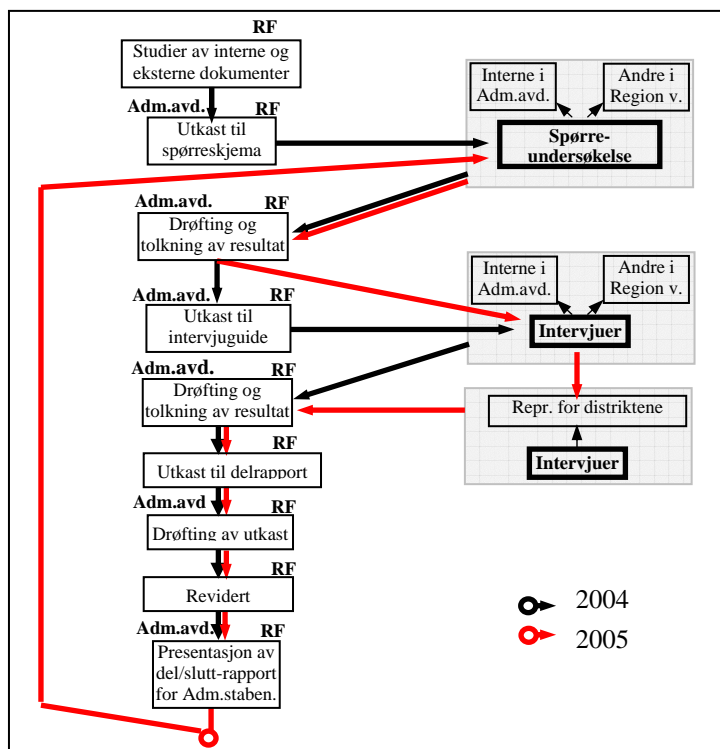 RF
Studier av interne og
eksterne dokumenter
Adm.avd. RF
Utkast til
spørreskjema
Interne i
Adm.avd.
Andre i
Region v.
Spørre-
undersøkelse
Adm.avd. RF
Drøfting og
tolkning av resultat
Adm.avd. RF
Utkast til
intervjuguide
Interne i
Adm.avd.
Andre i
Region v.
Intervjuer
Adm.avd. RF
Drøfting og
tolkning av resultat
Repr. for distriktene
Intervjuer
RF
Utkast til delrapport
Adm.avd RF
Drøfting av utkast
RF
Revidert
Adm.avd. RF
Presentasjon av
del/slutt-rapport
for Adm.staben.
2004
2005